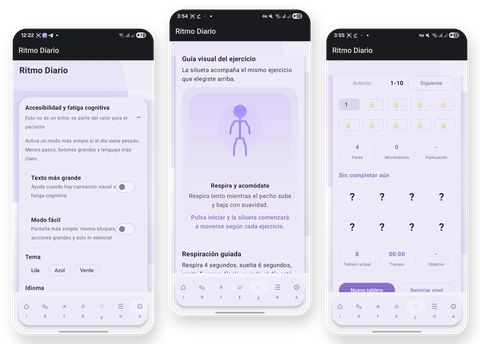 12:22
Ritmo Diario
Ritmo Diario
Accesibilidad y fatiga cognitiva
Esto no es un extra: es parte del valor para el
paciente
Activa un modo más simple si el día viene pesado.
Menos pasos, botones grandes y lenguaje más
claro.
Texto más grande
Ayuda cuando hay cansancio visual o
fatiga cognitiva
Modo fácil
Pantalla más simple: menos bloques,
acciones grandes y solo lo esencial
Tema
Lila Azul Verde
Idioma
3:54
Ritmo Diario
Guía visual del ejercicio
La silueta acompaña el mismo ejercicio
que elegiste arriba.
Respira y acomódate
Respira lento mientras el pecho sube
y baja con suavidad.
Pulsa iniciar y la silueta comenzará
a moverse según cada ejercicio.
Respiración guiada
Respira 4 segundos, suelta 6 segundos,
3:55
Ritmo Diario
Anterior 1-10 Siguiente
1
4 0 -
Pares Movimientos Puntuación
Sin completar aún
? ? ? ?
? ? ? ?
8 00:00 -
Tablero actual Tiempo Objetivo
Nuevo tablero Reiniciar nivel